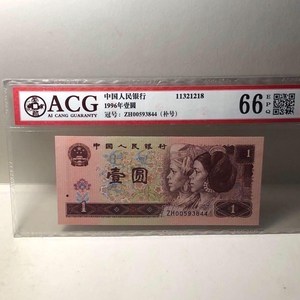 ACG
AI CANG GUARANTY
中国人民银行
1996年壹圆
冠号：ZH00593844（补号）
11321218
66 EPQ
中国人民银行
壹圆
1
1
ZH00593844